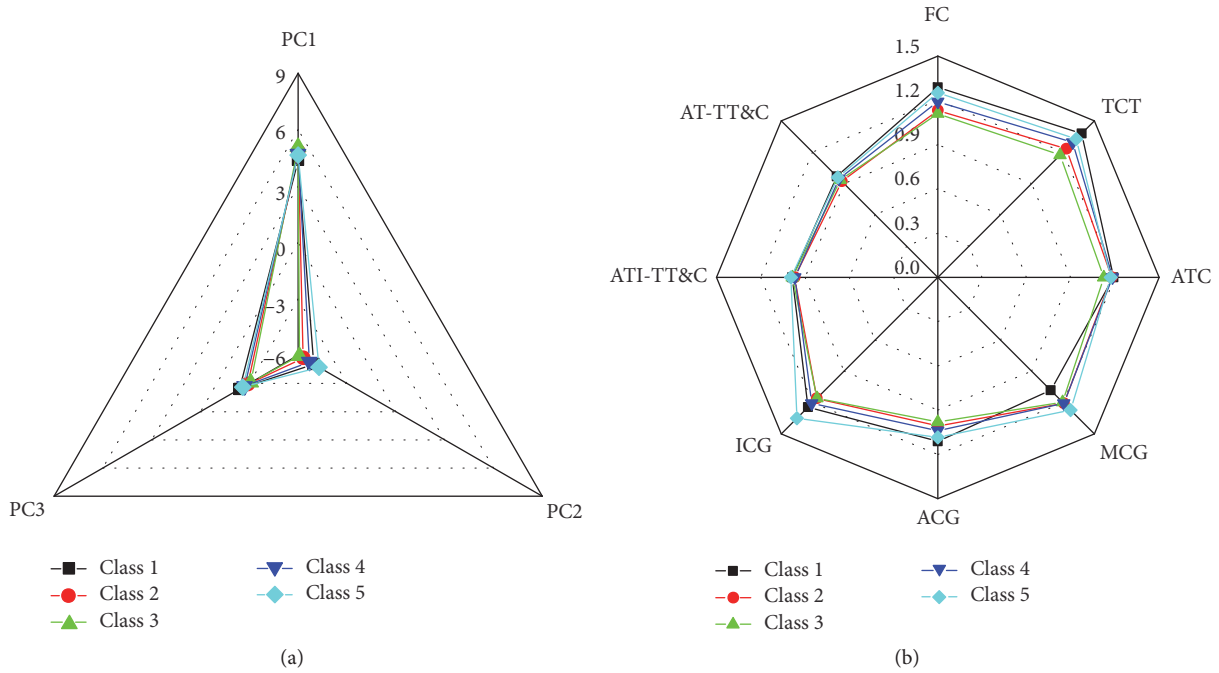 PC1
9
6
3
0
−3
−6
PC3
PC2
Class 1
Class 2
Class 3
Class 4
Class 5
(a)
FC
1.5
1.2
0.9
0.6
0.3
0.0
AT-TT&C
TCT
ATI-TT&C
ATC
ICG
MCG
ACG
Class 1
Class 2
Class 3
Class 4
Class 5
(b)